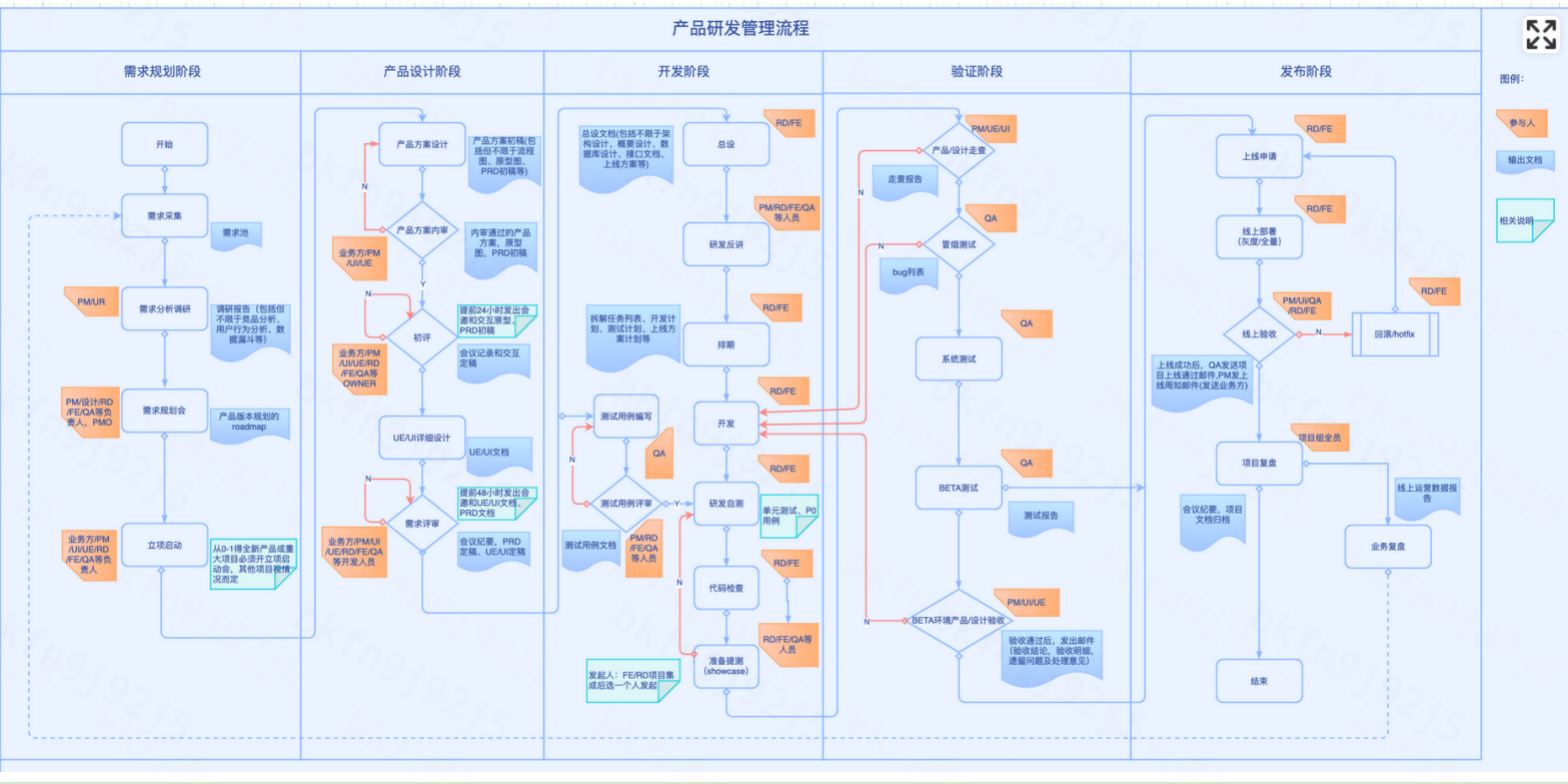 产品研发管理流程
需求规划阶段
产品设计阶段
开发阶段
验证阶段
发布阶段
图例：
参与人
输出文档
相关说明
开始
需求采集
需求池
PM/UR
需求分析调研
调研报告（包括但
不限于竞品分析、
用户行为分析、数
据漏斗等）
PM/设计/RD
/FE/QA等负
责人，PMO
需求规划会
产品版本规划的
roadmap
业务方/PM
/UI/UE/RD
/FE/QA等负
责人
立项启动
从0-1得全新产品或重
大项目必须开立项启
动会，其他项目视情
况而定
产品方案设计
产品方案初稿(包
括但不限于流程
图、原型图、
PRD初稿等)
N
产品方案内审
业务方/PM
/UI/UE
内审通过的产品
方案、原型
图、PRD初稿
Y
N
初评
提前24小时发出会
邀和交互原型、
PRD初稿
业务方/PM
/UI/UE/RD
/FE/QA等
OWNER
会议记录和交互
定稿
UE/UI详细设计
UE/UI文档
N
需求评审
提前48小时发出会
邀和UE/UI文档、
PRD文档
业务方/PM/UI
/UE/RD/FE/QA
等开发人员
会议纪要，PRD
定稿，UE/UI定稿
总设文档(包括不限于架
构设计、概要设计、数
据库设计、接口文档、
上线方案等)
总设
RD/FE
研发反讲
PM/RD/FE/QA
等人员
拆解任务列表、开发计
划、测试计划、上线方
案计划等
排期
RD/FE
测试用例编写
QA
开发
RD/FE
N
测试用例评审
Y
测试用例文档
PM/RD
/FE/QA
等人员
研发自测
RD/FE
单元测试、P0
用例
N
代码检查
RD/FE
准备提测
（showcase）
RD/FE/QA等
人员
发起人：FE/RD项目集
成后选一个人发起
产品/设计走查
PM/UE/UI
N
走查报告
冒烟测试
QA
N
bug列表
系统测试
QA
BETA测试
QA
测试报告
BETA环境产品/设计验收
PM/UI/UE
N
验收通过后，发出邮件
（验收结论，验收明细，
遗留问题及处理意见）
上线申请
RD/FE
线上部署
（灰度/全量）
RD/FE
线上验收
PM/UI/QA
/RD/FE
N
回滚/hotfix
RD/FE
上线成功后，QA发送项
目上线通过邮件,PM发上
线周知邮件(发送业务方)
项目复盘
项目组全员
会议纪要，项目
文档归档
线上运营数据报
告
业务复盘
结束
bkfn9j92j5